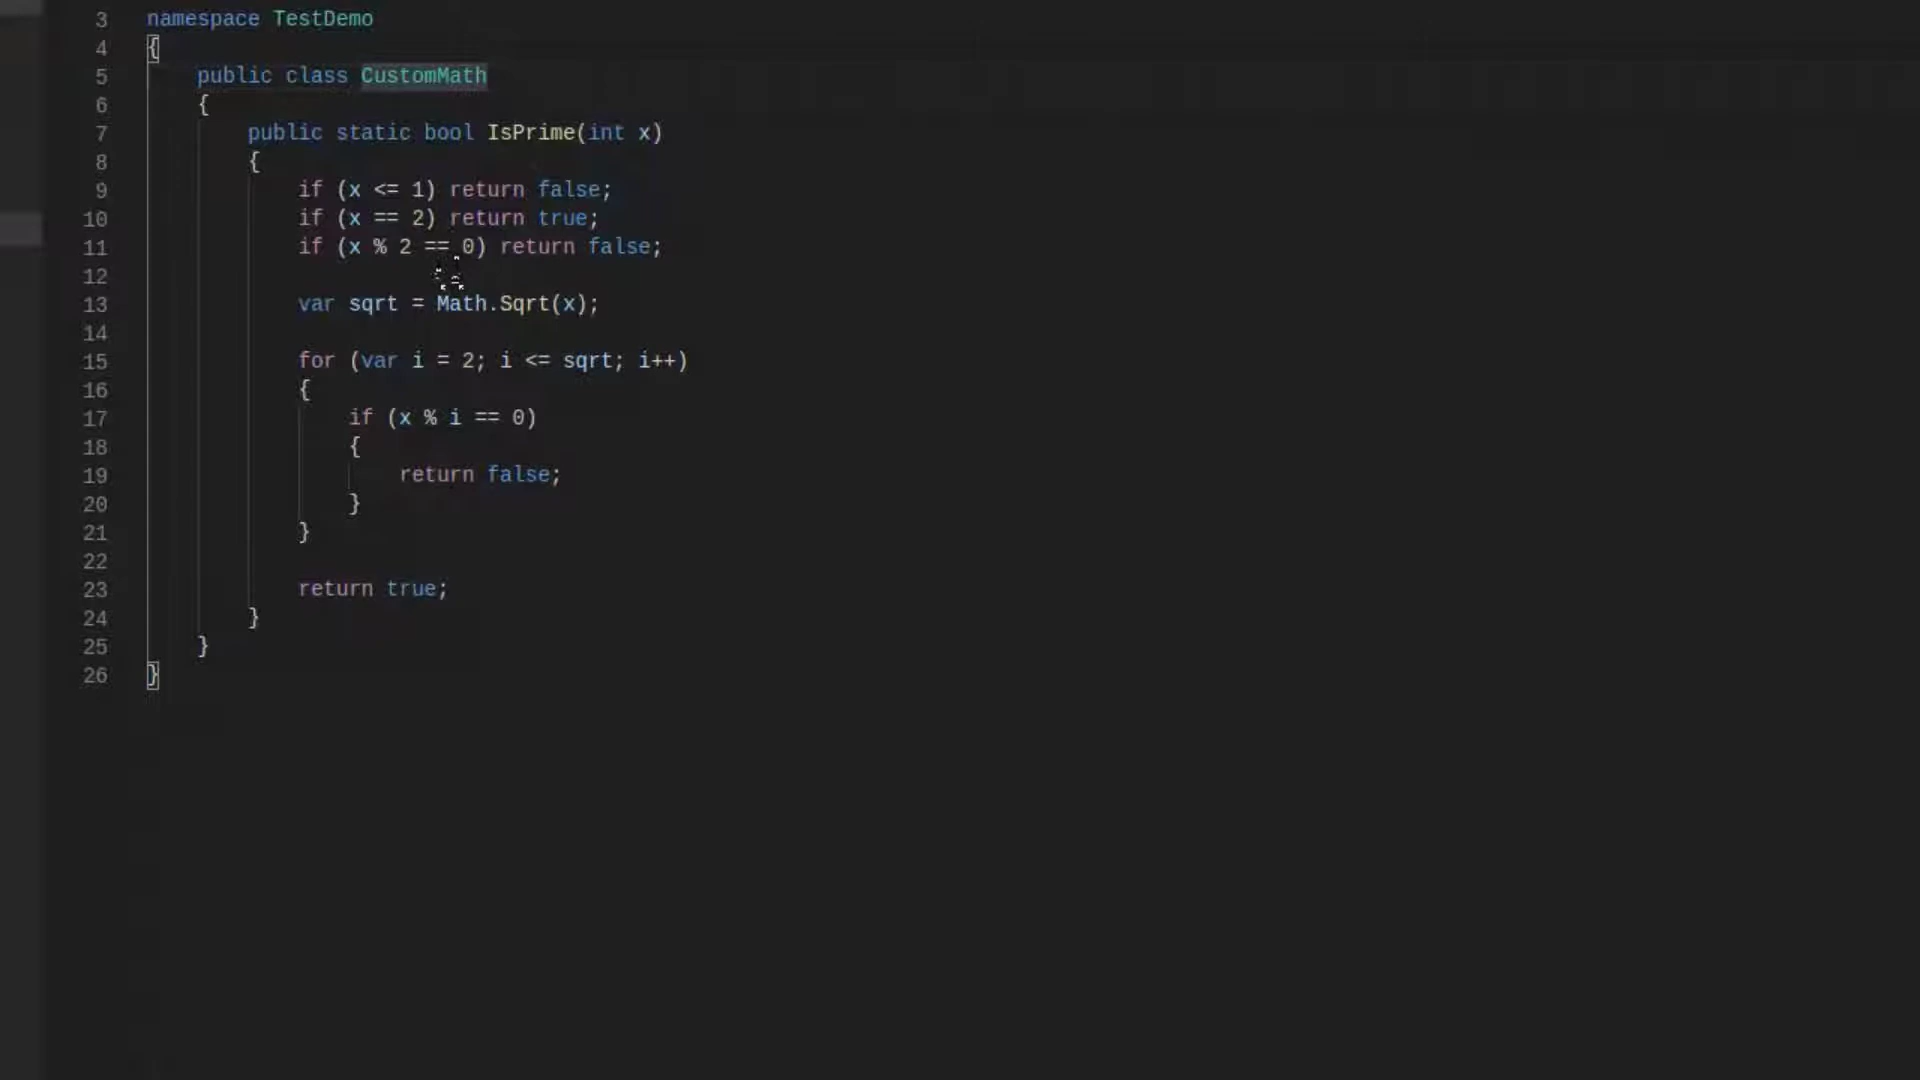 3 namespace TestDemo
4 {
5 public class CustomMath
6 {
7 public static bool IsPrime(int x)
8 {
9 if (x <= 1) return false;
10 if (x == 2) return true;
11 if (x % 2 == 0) return false;
12
13 var sqrt = Math.Sqrt(x);
14
15 for (var i = 2; i <= sqrt; i++)
16 {
17 if (x % i == 0)
18 {
19 return false;
20 }
21 }
22
23 return true;
24 }
25 }
26 }